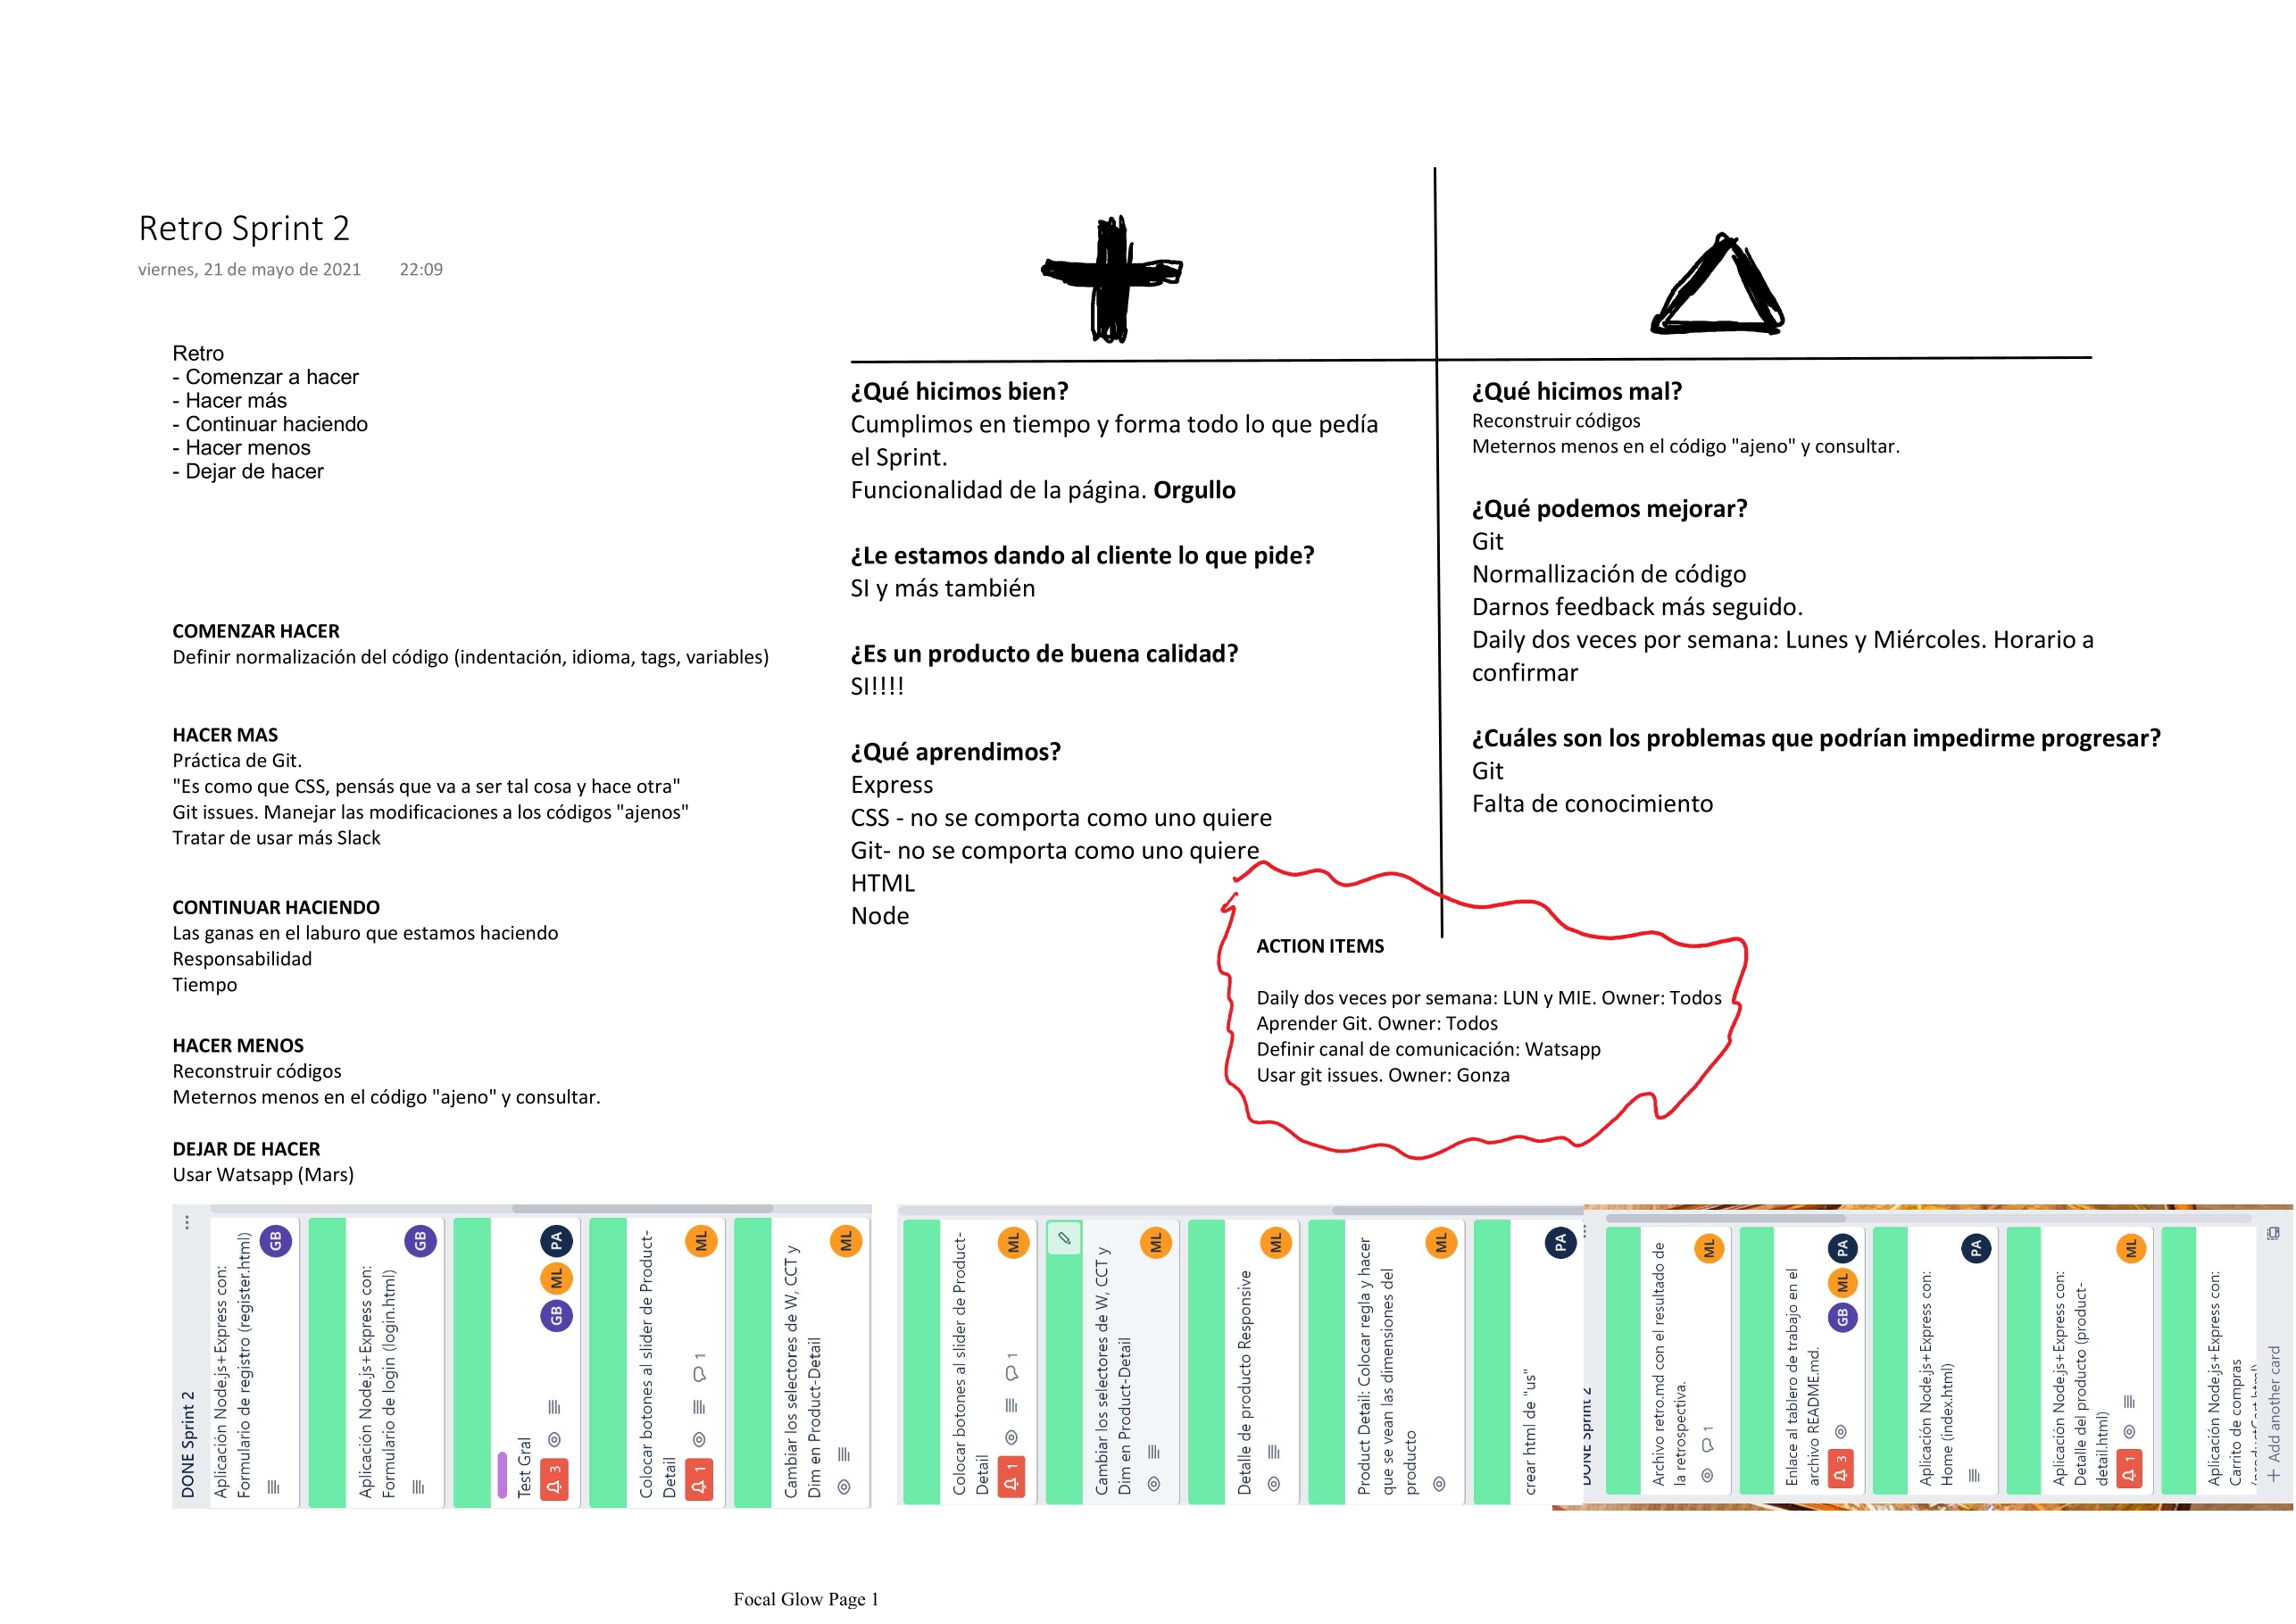 Retro Sprint 2
viernes, 21 de mayo de 2021 22:09
Retro
- Comenzar a hacer
- Hacer más
- Continuar haciendo
- Hacer menos
- Dejar de hacer
COMENZAR HACER
Definir normalización del código (indentación, idioma, tags, variables)
HACER MAS
Práctica de Git.
"Es como que CSS, pensás que va a ser tal cosa y hace otra"
Git issues. Manejar las modificaciones a los códigos "ajenos"
Tratar de usar más Slack
CONTINUAR HACIENDO
Las ganas en el laburo que estamos haciendo
Responsabilidad
Tiempo
HACER MENOS
Reconstruir códigos
Meternos menos en el código "ajeno" y consultar.
DEJAR DE HACER
Usar Watsapp (Mars)
¿Qué hicimos bien?
Cumplimos en tiempo y forma todo lo que pedía
el Sprint.
Funcionalidad de la página. Orgullo
¿Le estamos dando al cliente lo que pide?
SI y más también
¿Es un producto de buena calidad?
SI!!!!
¿Qué aprendimos?
Express
CSS - no se comporta como uno quiere
Git- no se comporta como uno quiere
HTML
Node
¿Qué hicimos mal?
Reconstruir códigos
Meternos menos en el código "ajeno" y consultar.
¿Qué podemos mejorar?
Git
Normallización de código
Darnos feedback más seguido.
Daily dos veces por semana: Lunes y Miércoles. Horario a
confirmar
¿Cuáles son los problemas que podrían impedirme progresar?
Git
Falta de conocimiento
ACTION ITEMS
Daily dos veces por semana: LUN y MIE. Owner: Todos
Aprender Git. Owner: Todos
Definir canal de comunicación: Watsapp
Usar git issues. Owner: Gonza
DONE Sprint 2
Aplicación Node.js+Express con:
Formulario de registro (register.html)
GB
Aplicación Node.js+Express con:
Formulario de login (login.html)
GB
Test Gral
3
GB ML PA
Colocar botones al slider de Product-
Detail
1 1
ML
Cambiar los selectores de W, CCT y
Dim en Product-Detail
ML
Colocar botones al slider de Product-
Detail
1 1
ML
Cambiar los selectores de W, CCT y
Dim en Product-Detail
ML
Detalle de producto Responsive
ML
Product Detail: Colocar regla y hacer
que se vean las dimensiones del
producto
ML
crear html de "us"
PA
DONE Sprint 2
Archivo retro.md con el resultado de
la retrospectiva.
1
ML
Enlace al tablero de trabajo en el
archivo README.md.
3
GB ML PA
Aplicación Node.js+Express con:
Home (index.html)
PA
Aplicación Node.js+Express con:
Detalle del producto (product-
detail.html)
1
ML
Aplicación Node.js+Express con:
Carrito de compras
+ Add another card
Focal Glow Page 1